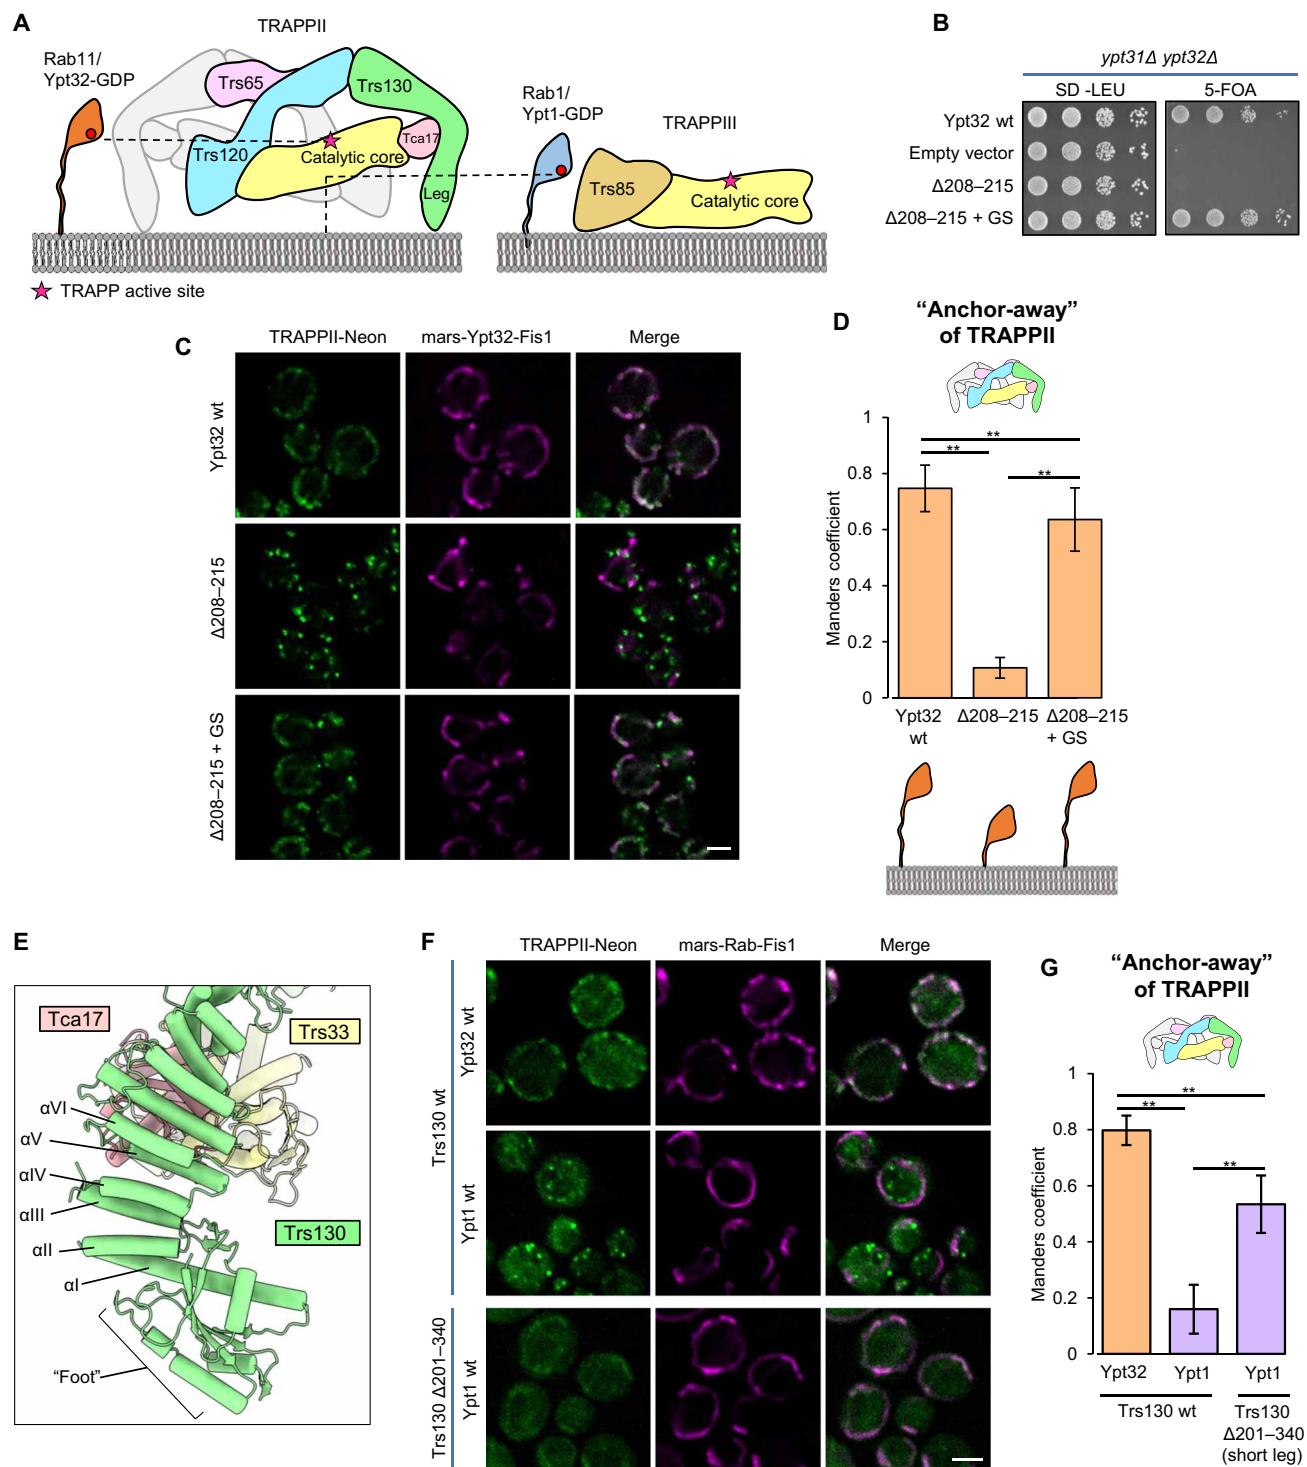 A
TRAPPII
Rab11/
Ypt32-GDP
Trs65
Trs130
Trs120
Catalytic core
Tca17
Leg
Rab1/
Ypt1-GDP
TRAPPIII
Trs85
Catalytic core
TRAPP active site
B
ypt31Δ ypt32Δ
SD -LEU
5-FOA
Ypt32 wt
Empty vector
Δ208–215
Δ208–215 + GS
C
TRAPPII-Neon
mars-Ypt32-Fis1
Merge
Ypt32 wt
Δ208–215
Δ208–215 + GS
D
“Anchor-away”
of TRAPPII
Manders coefficient
1
0.8
0.6
0.4
0.2
0
**
**
**
Ypt32
wt
Δ208–215
Δ208–215
+ GS
E
Tca17
Trs33
αVI
αV
αIV
αIII
αII
αI
Trs130
“Foot”
F
TRAPPII-Neon
mars-Rab-Fis1
Merge
Trs130 wt
Ypt32 wt
Ypt1 wt
Trs130 Δ201–340
Ypt1 wt
G
“Anchor-away”
of TRAPPII
Manders coefficient
1
0.8
0.6
0.4
0.2
0
**
**
**
Ypt32
Ypt1
Ypt1
Trs130 wt
Trs130
Δ201–340
(short leg)